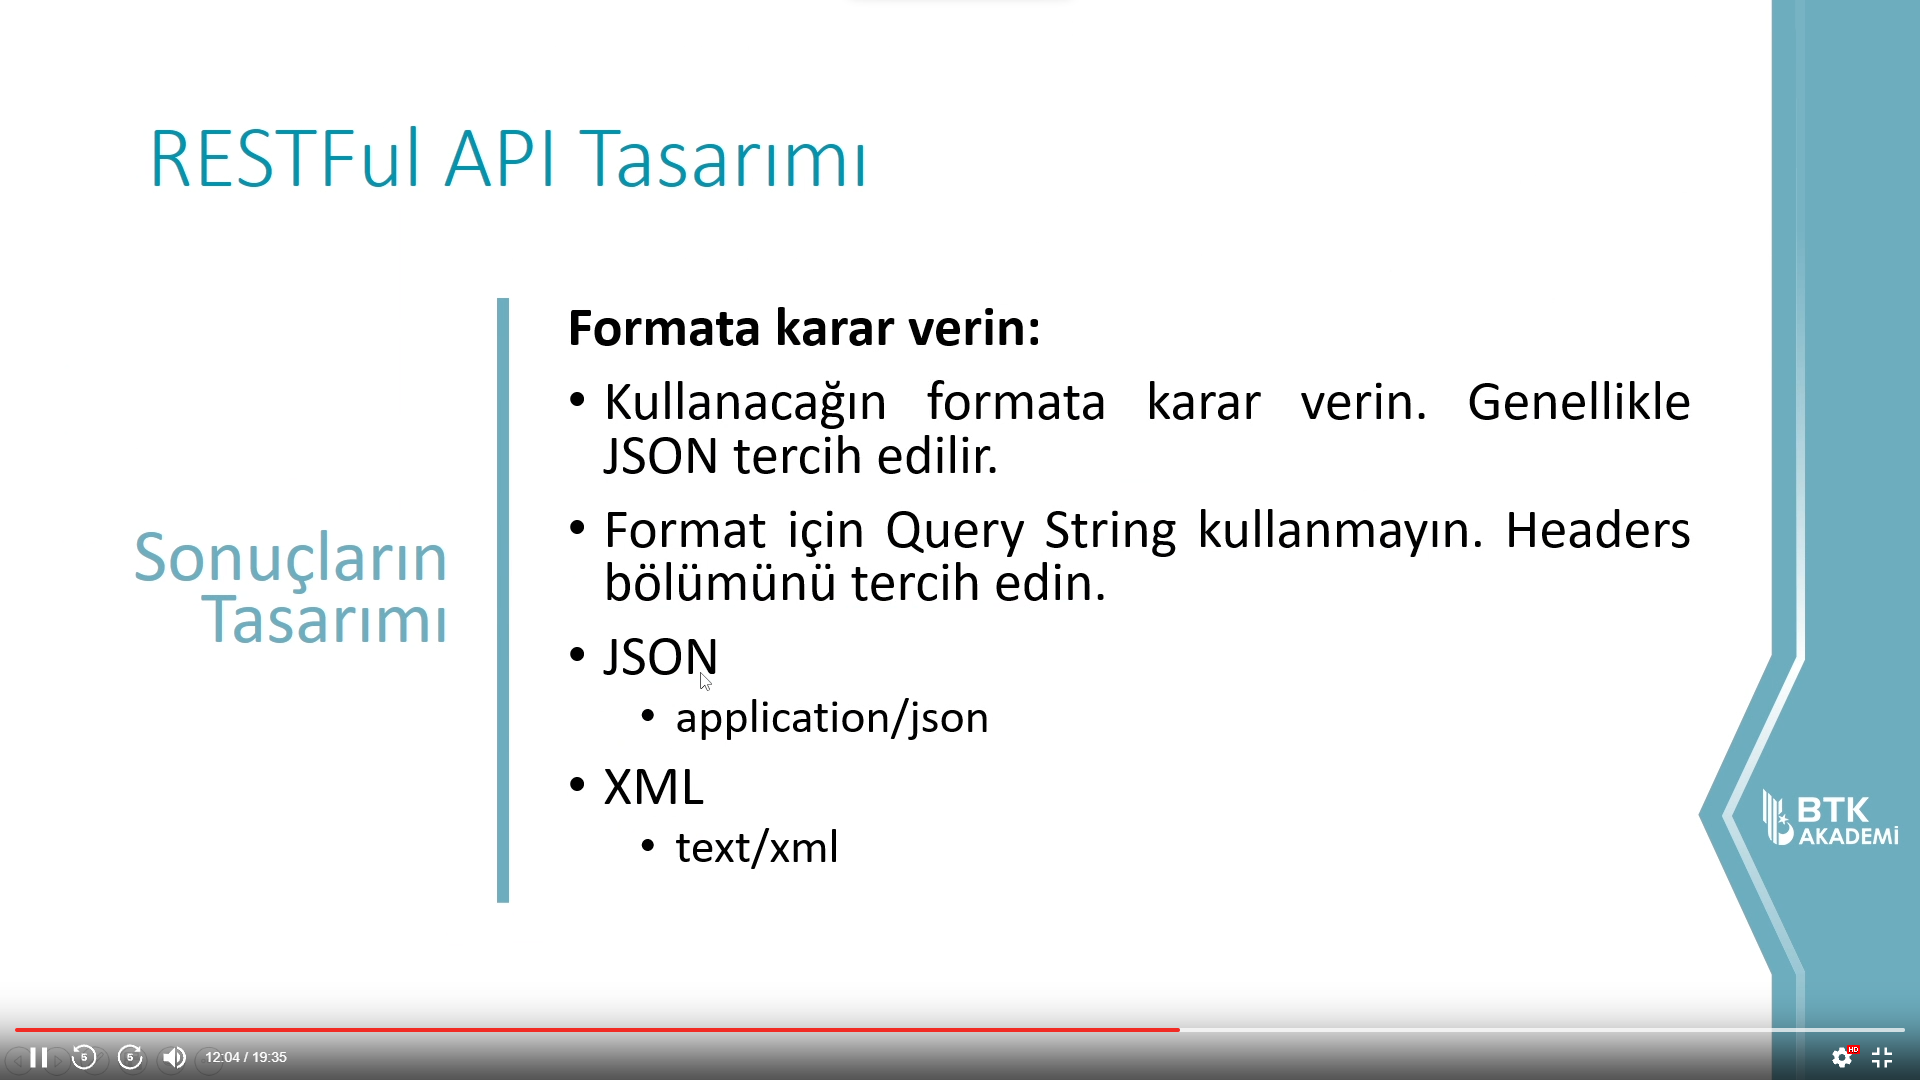 RESTFul API Tasarımı
Sonuçların
Tasarımı
Formata karar verin:
• Kullanacağın formata karar verin. Genellikle
JSON tercih edilir.
• Format için Query String kullanmayın. Headers
bölümünü tercih edin.
• JSON
• application/json
• XML
• text/xml
BTK
AKADEMİ
5
5
12:04 / 19:35
HD